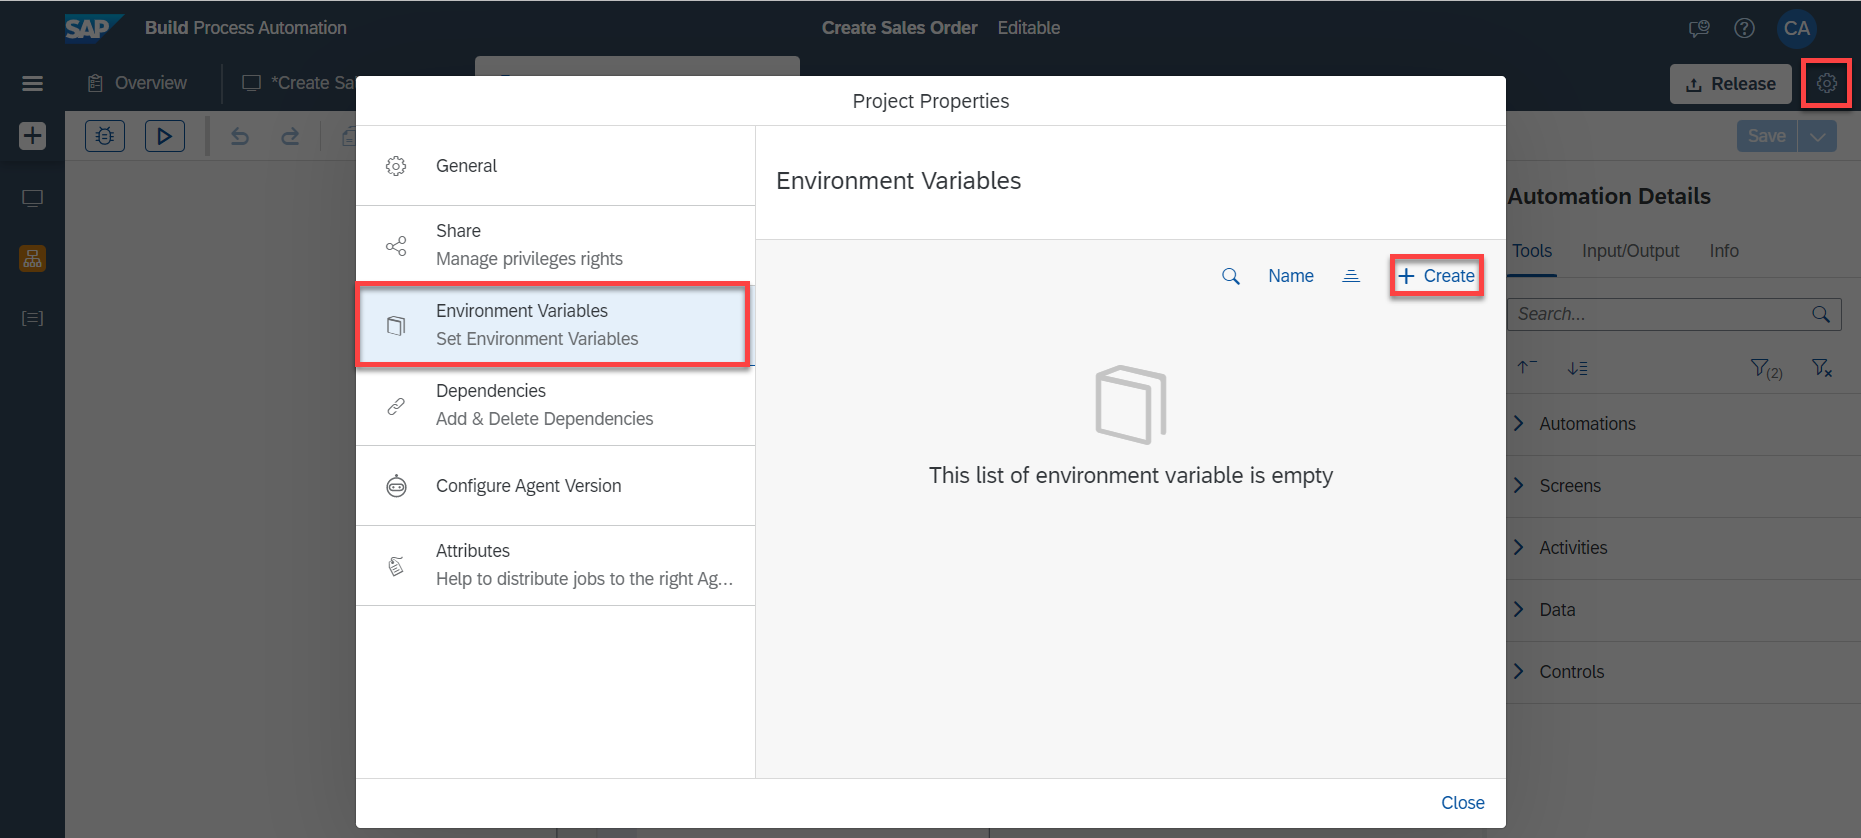 SAP Build Process Automation
Create Sales Order Editable
CA
Overview
*Create Sa
Release
Save
Project Properties
General
Share
Manage privileges rights
Environment Variables
Set Environment Variables
Dependencies
Add & Delete Dependencies
Configure Agent Version
Attributes
Help to distribute jobs to the right Ag...
Environment Variables
Name
Create
This list of environment variable is empty
Close
Automation Details
Tools Input/Output Info
Search...
(2)
Automations
Screens
Activities
Data
Controls